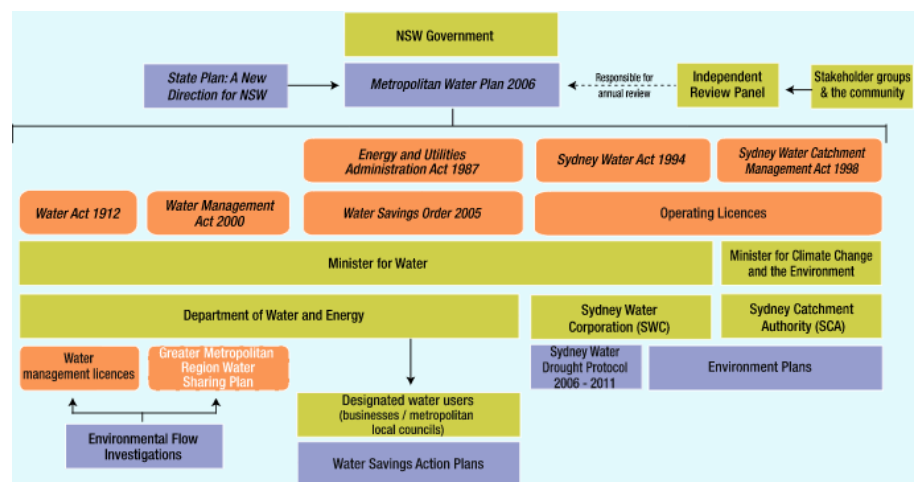 NSW Government
State Plan: A New
Direction for NSW
Metropolitan Water Plan 2006
Responsible for
annual review
Independent
Review Panel
Stakeholder groups
& the community
Energy and Utilities
Administration Act 1987
Sydney Water Act 1994
Sydney Water Catchment
Management Act 1998
Water Act 1912
Water Management
Act 2000
Water Savings Order 2005
Operating Licences
Minister for Water
Minister for Climate Change
and the Environment
Department of Water and Energy
Sydney Water
Corporation (SWC)
Sydney Catchment
Authority (SCA)
Water
management licences
Greater Metropolitan
Region Water
Sharing Plan
Sydney Water
Drought Protocol
2006 - 2011
Environment Plans
Designated water users
(businesses / metropolitan
local councils)
Environmental Flow
Investigations
Water Savings Action Plans